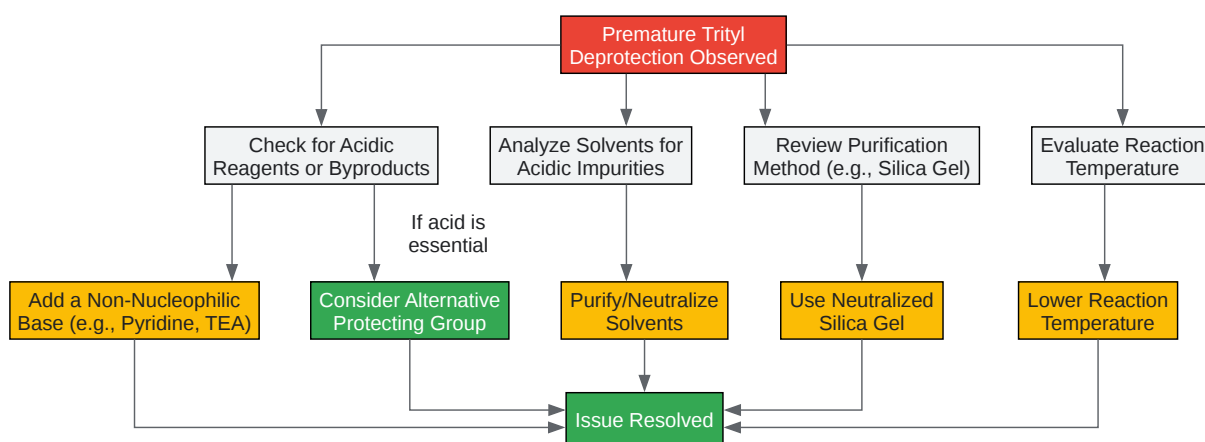 Premature Trityl
Deprotection Observed
Check for Acidic
Reagents or Byproducts
Analyze Solvents for
Acidic Impurities
Review Purification
Method (e.g., Silica Gel)
Evaluate Reaction
Temperature
If acid is
essential
Add a Non-Nucleophilic
Base (e.g., Pyridine, TEA)
Consider Alternative
Protecting Group
Purify/Neutralize
Solvents
Use Neutralized
Silica Gel
Lower Reaction
Temperature
Issue Resolved